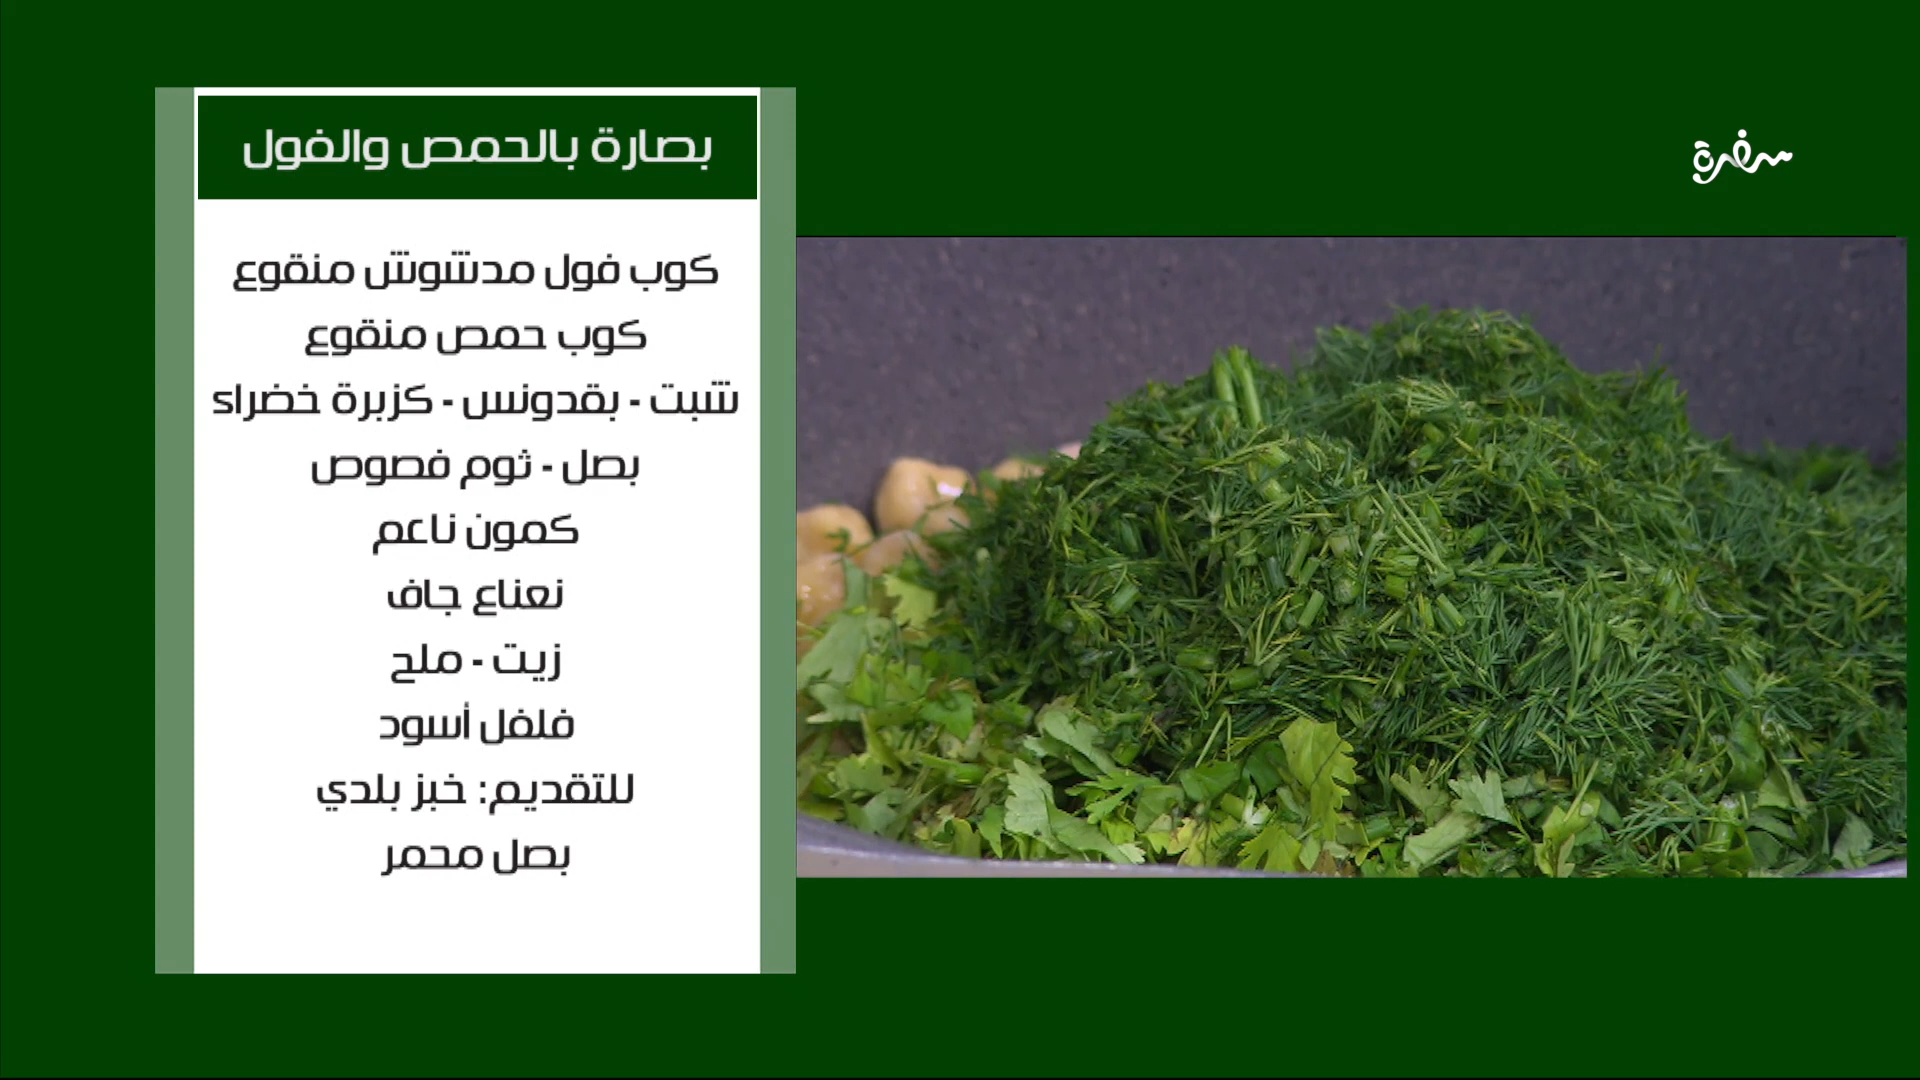 بصارة بالحمص والفول
كوب فول مدشوش منقوع
كوب حمص منقوع
شبت - بقدونس - كزبرة خضراء
بصل - ثوم فصوص
كمون ناعم
نعناع جاف
زيت - ملح
فلفل أسود
للتقديم: خبز بلدي
بصل محمر
سفرة